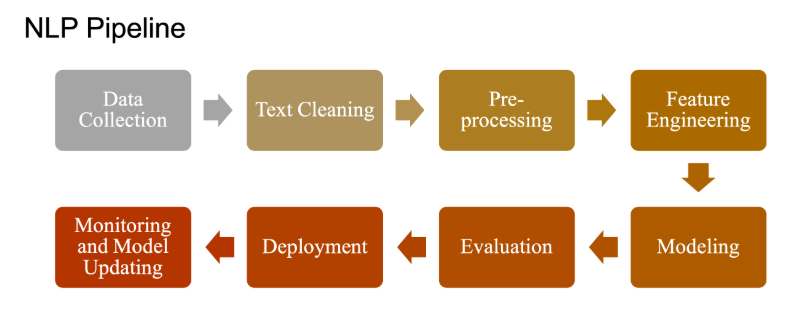 NLP Pipeline
Data
Collection
Text Cleaning
Pre-
processing
Feature
Engineering
Monitoring
and Model
Updating
Deployment
Evaluation
Modeling